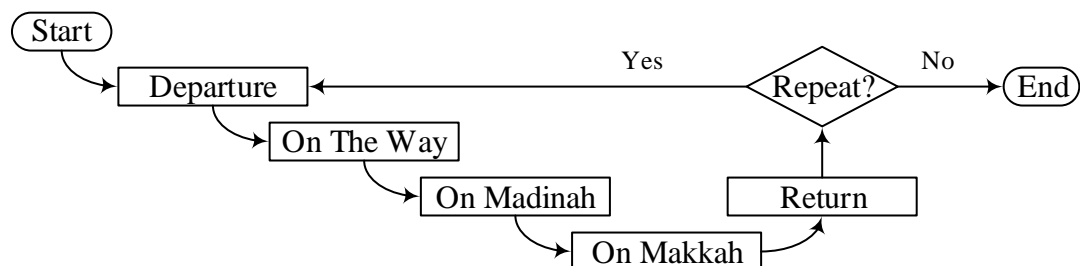 Start
Yes
No
Departure
Repeat?
End
On The Way
On Madinah
Return
On Makkah